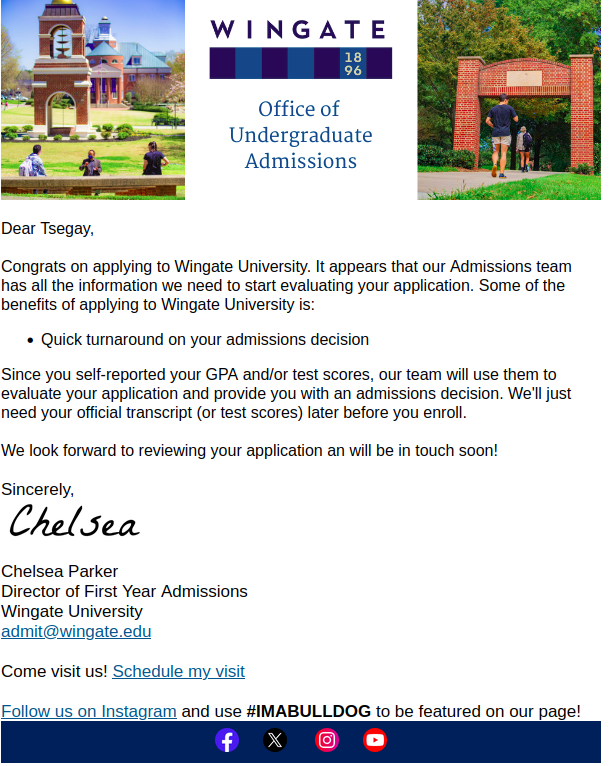 WINGATE
18
96
Office of
Undergraduate
Admissions
Dear Tsegay,
Congrats on applying to Wingate University. It appears that our Admissions team
has all the information we need to start evaluating your application. Some of the
benefits of applying to Wingate University is:
• Quick turnaround on your admissions decision
Since you self-reported your GPA and/or test scores, our team will use them to
evaluate your application and provide you with an admissions decision. We'll just
need your official transcript (or test scores) later before you enroll.
We look forward to reviewing your application an will be in touch soon!
Sincerely,
Chelsea
Chelsea Parker
Director of First Year Admissions
Wingate University
admit@wingate.edu
Come visit us! Schedule my visit
Follow us on Instagram and use #IMABULLDOG to be featured on our page!